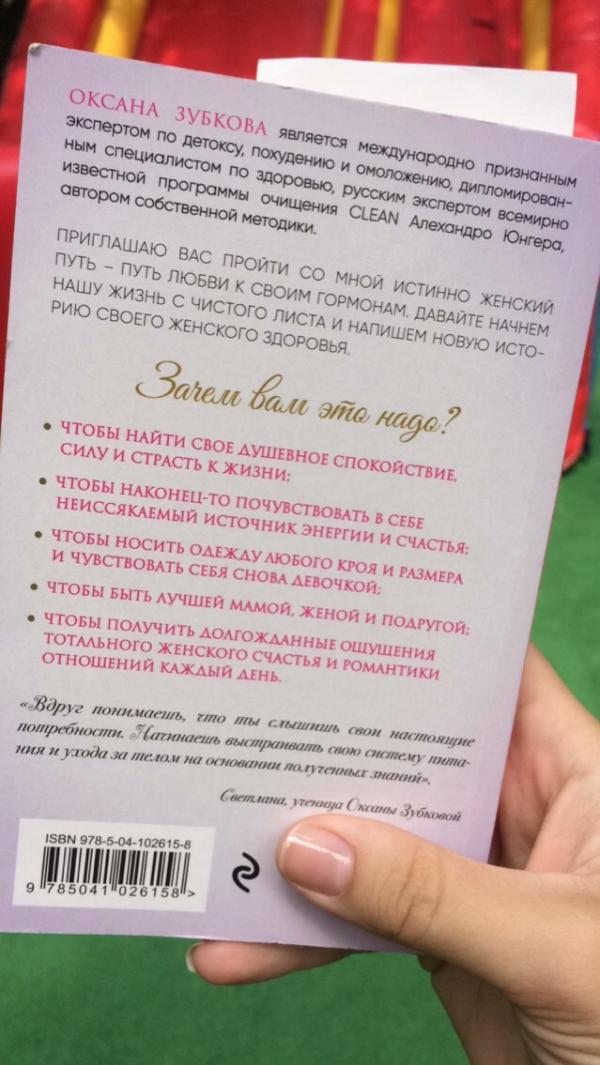 ОКСАНА ЗУБКОВА является международно признанным
экспертом по детоксу, похудению и омоложению, дипломирован-
ным специалистом по здоровью, русским экспертом всемирно
известной программы очищения CLEAN Алехандро Юнгера,
автором собственной методики.
ПРИГЛАШАЮ ВАС ПРОЙТИ СО МНОЙ ИСТИННО ЖЕНСКИЙ
ПУТЬ – ПУТЬ ЛЮБВИ К СВОИМ ГОРМОНАМ. ДАВАЙТЕ НАЧНЕМ
НАШУ ЖИЗНЬ С ЧИСТОГО ЛИСТА И НАПИШЕМ НОВУЮ ИСТО-
РИЮ СВОЕГО ЖЕНСКОГО ЗДОРОВЬЯ.
Зачем вам это надо?
• ЧТОБЫ НАЙТИ СВОЕ ДУШЕВНОЕ СПОКОЙСТВИЕ,
СИЛУ И СТРАСТЬ К ЖИЗНИ;
• ЧТОБЫ НАКОНЕЦ-ТО ПОЧУВСТВОВАТЬ В СЕБЕ
НЕИССЯКАЕМЫЙ ИСТОЧНИК ЭНЕРГИИ И СЧАСТЬЯ;
• ЧТОБЫ НОСИТЬ ОДЕЖДУ ЛЮБОГО КРОЯ И РАЗМЕРА
И ЧУВСТВОВАТЬ СЕБЯ СНОВА ДЕВОЧКОЙ;
• ЧТОБЫ БЫТЬ ЛУЧШЕЙ МАМОЙ, ЖЕНОЙ И ПОДРУГОЙ;
• ЧТОБЫ ПОЛУЧИТЬ ДОЛГОЖДАННЫЕ ОЩУЩЕНИЯ
ТОТАЛЬНОГО ЖЕНСКОГО СЧАСТЬЯ И РОМАНТИКИ
ОТНОШЕНИЙ КАЖДЫЙ ДЕНЬ.
«Вдруг понимаешь, что ты слышишь свои настоящие
потребности. Начинаешь выстраивать свою систему пита-
ния и ухода за телом на основании полученных знаний».
Светлана, ученица Оксаны Зубковой
ISBN 978-5-04-102615-8
9 785041 026158 >